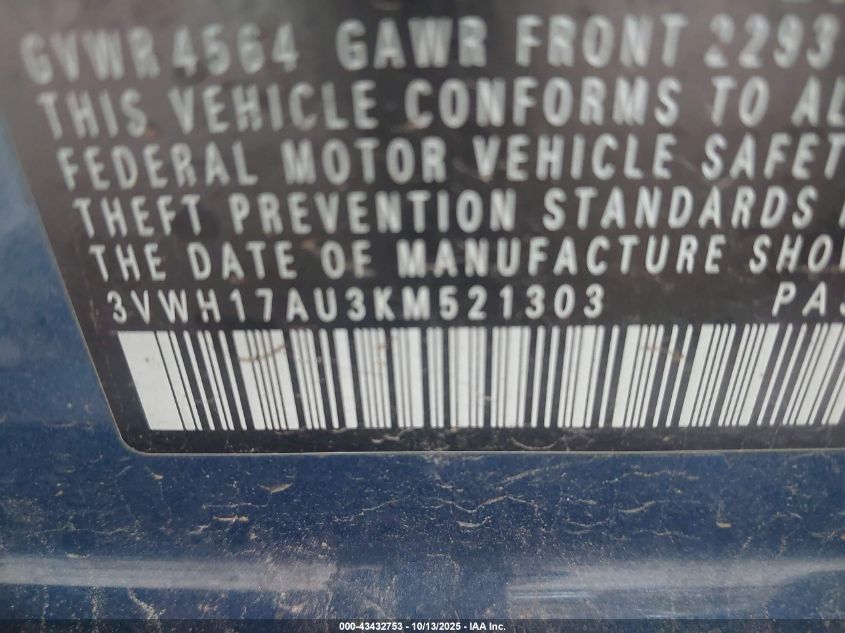 GVWR 4564 GAWR FRONT 2293
THIS VEHICLE CONFORMS TO AL
FEDERAL MOTOR VEHICLE SAFET
THEFT PREVENTION STANDARDS
THE DATE OF MANUFACTURE SHO
3VWH17AU3KM521303 PAS
000-43432753 - 10/13/2025 - IAA Inc.